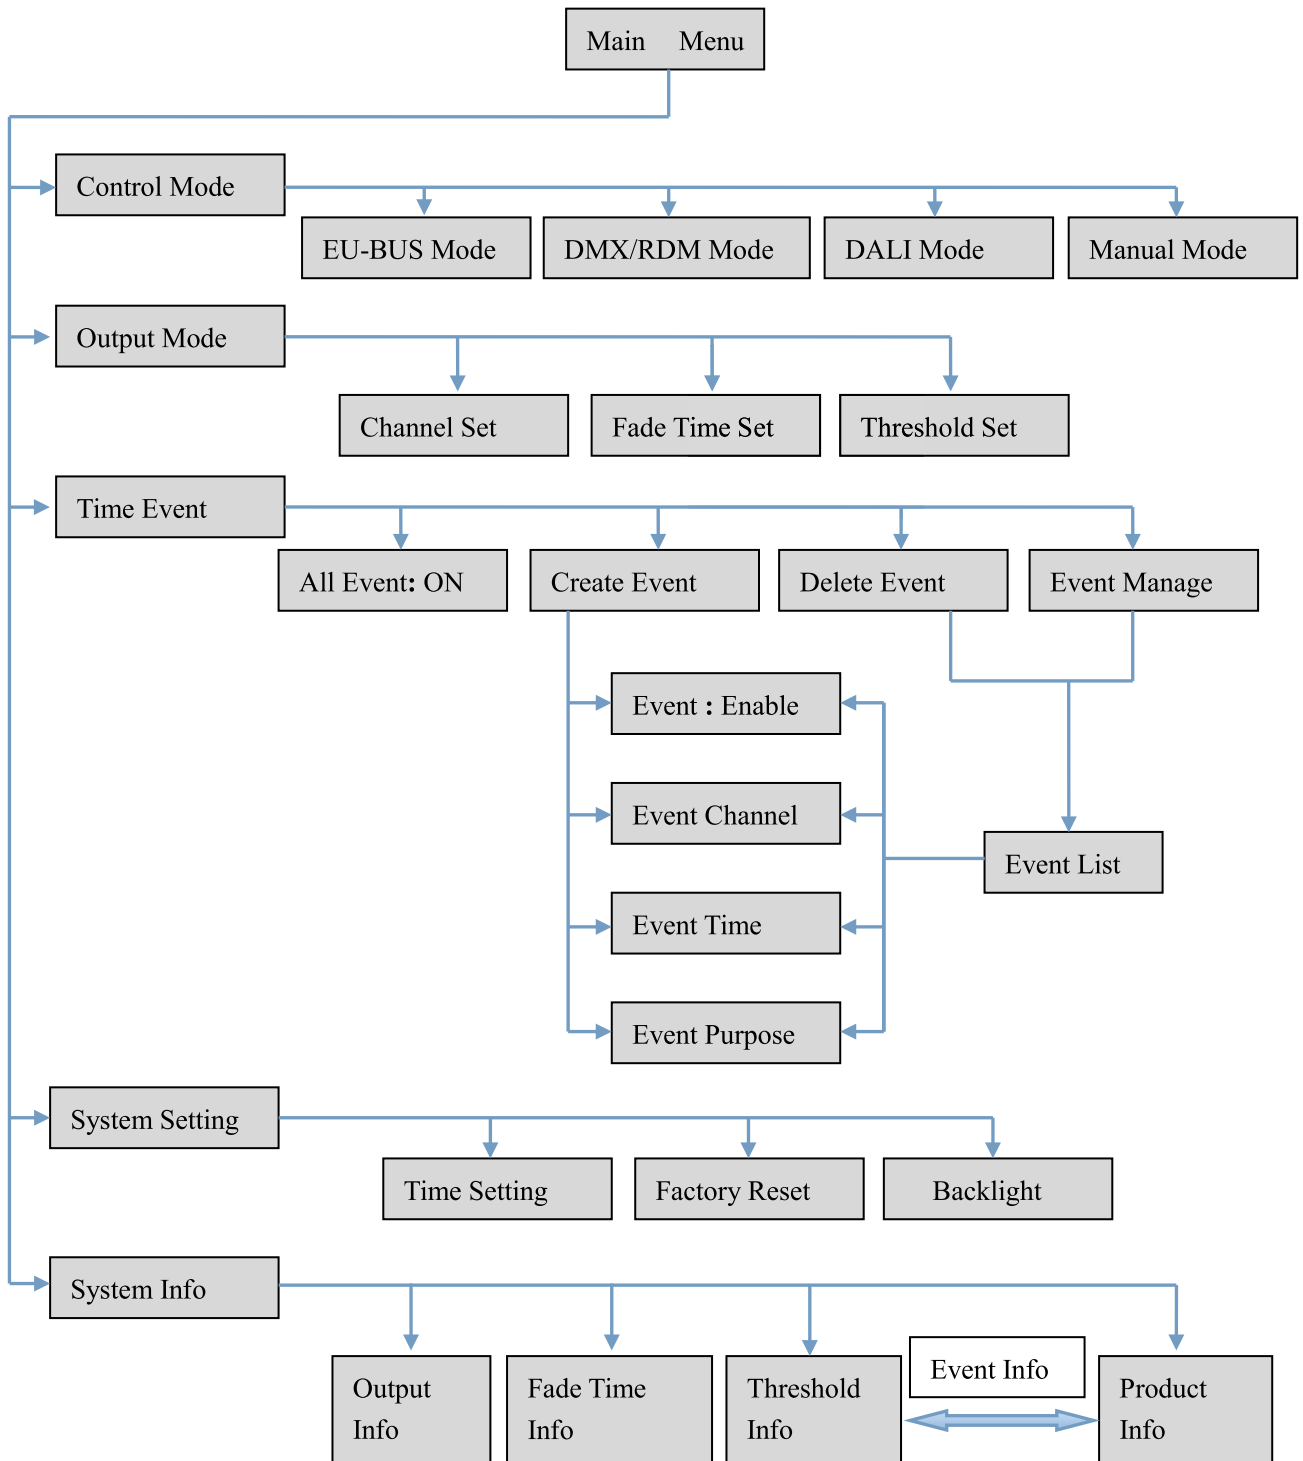 Main Menu
Control Mode
EU-BUS Mode
DMX/RDM Mode
DALI Mode
Manual Mode
Output Mode
Channel Set
Fade Time Set
Threshold Set
Time Event
All Event: ON
Create Event
Delete Event
Event Manage
Event : Enable
Event Channel
Event List
Event Time
Event Purpose
System Setting
Time Setting
Factory Reset
Backlight
System Info
Output
Info
Fade Time
Info
Threshold
Info
Event Info
Product
Info